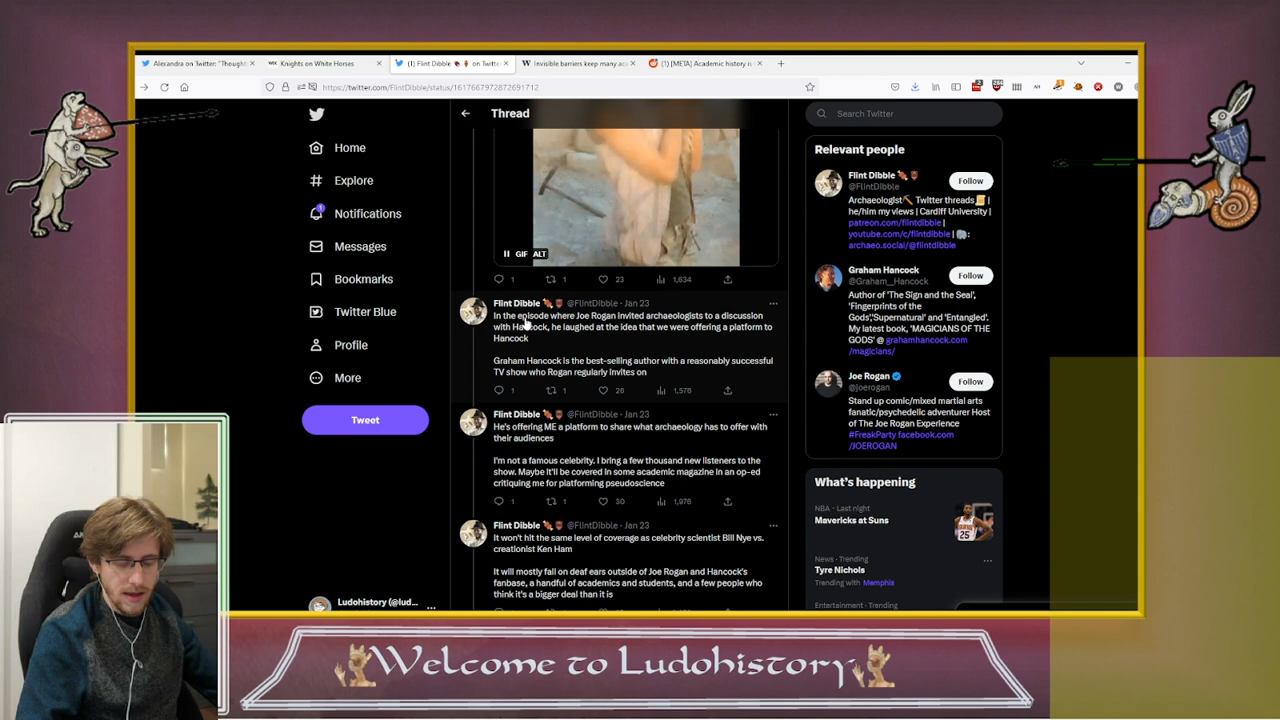 Alexandra on Twitter: "Thought
Knights on White Horses
(1) Flint Dibble on Twitte
Invisible barriers keep many ac
(1) [META] Academic history is
https://twitter.com/FlintDibble/status/1617667972872691712
Home
Explore
Notifications
Messages
Bookmarks
Twitter Blue
Profile
More
Tweet
Ludohistory (@lud...
Thread
GIF ALT
1 1 23 1,634
Flint Dibble @FlintDibble · Jan 23
In the episode where Joe Rogan invited archaeologists to a discussion
with Hancock, he laughed at the idea that we were offering a platform to
Hancock
Graham Hancock is the best-selling author with a reasonably successful
TV show who Rogan regularly invites on
1 1 26 1,576
Flint Dibble @FlintDibble · Jan 23
He's offering ME a platform to share what archaeology has to offer with
their audiences
I'm not a famous celebrity. I bring a few thousand new listeners to the
show. Maybe it'll be covered in some academic magazine in an op-ed
critiquing me for platforming pseudoscience
1 1 30 1,976
Flint Dibble @FlintDibble · Jan 23
It won't hit the same level of coverage as celebrity scientist Bill Nye vs.
creationist Ken Ham
It will mostly fall on deaf ears outside of Joe Rogan and Hancock's
fanbase, a handful of academics and students, and a few people who
think it's a bigger deal than it is
Search Twitter
Relevant people
Flint Dibble
@FlintDibble
Follow
Archaeologist Twitter threads |
he/him my views | Cardiff University |
patreon.com/flintdibble |
youtube.com/c/flintdibble | :
archaeo.social/@flintdibble
Graham Hancock
@Graham__Hancock
Follow
Author of 'The Sign and the Seal',
'Fingerprints of the
Gods','Supernatural' and 'Entangled'.
My latest book, 'MAGICIANS OF THE
GODS' @ grahamhancock.com
/magicians/
Joe Rogan
@joerogan
Follow
Stand up comic/mixed martial arts
fanatic/psychedelic adventurer Host
of The Joe Rogan Experience
#FreakParty facebook.com
/JOEROGAN
What's happening
NBA · Last night
Mavericks at Suns
News · Trending
Tyre Nichols
Trending with Memphis
Entertainment · Trending
Welcome to Ludohistory